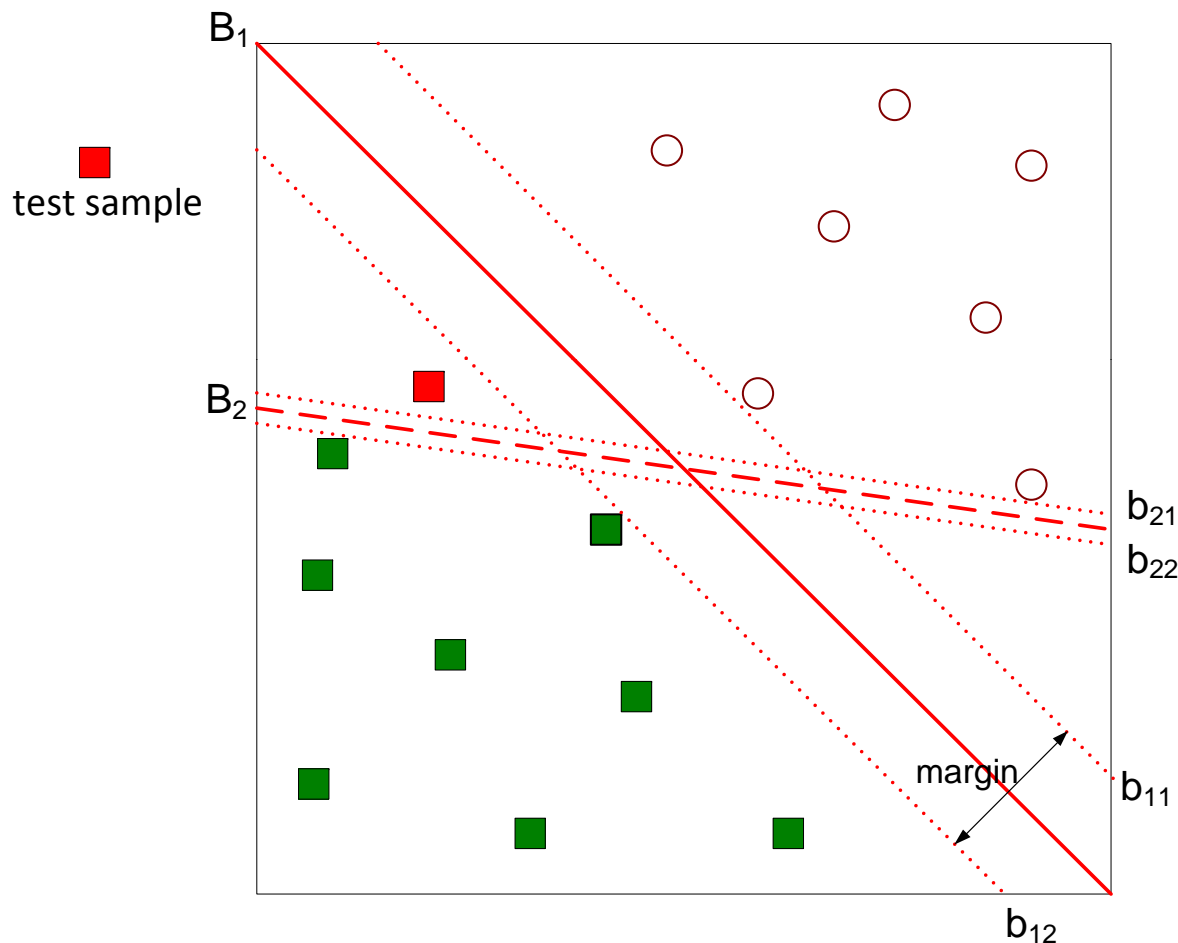 B₁
test sample
B₂
b₂₁
b₂₂
margin
b₁₁
b₁₂